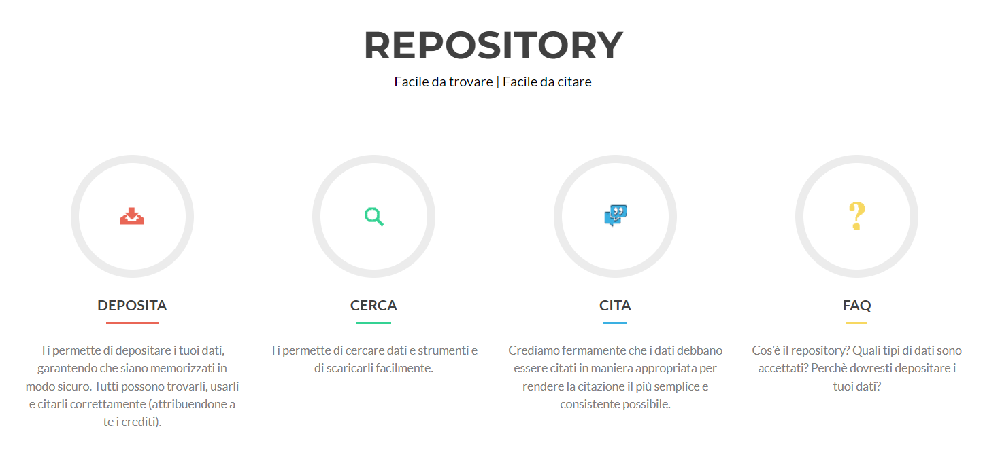 REPOSITORY
Facile da trovare | Facile da citare
DEPOSITA
Ti permette di depositare i tuoi dati,
garantendo che siano memorizzati in
modo sicuro. Tutti possono trovarli, usarli
e citarli correttamente (attribuendone a
te i crediti).
CERCA
Ti permette di cercare dati e strumenti e
di scaricarli facilmente.
CITA
Crediamo fermamente che i dati debbano
essere citati in maniera appropriata per
rendere la citazione il più semplice e
consistente possibile.
FAQ
Cos’è il repository? Quali tipi di dati sono
accettati? Perchè dovresti depositare i
tuoi dati?